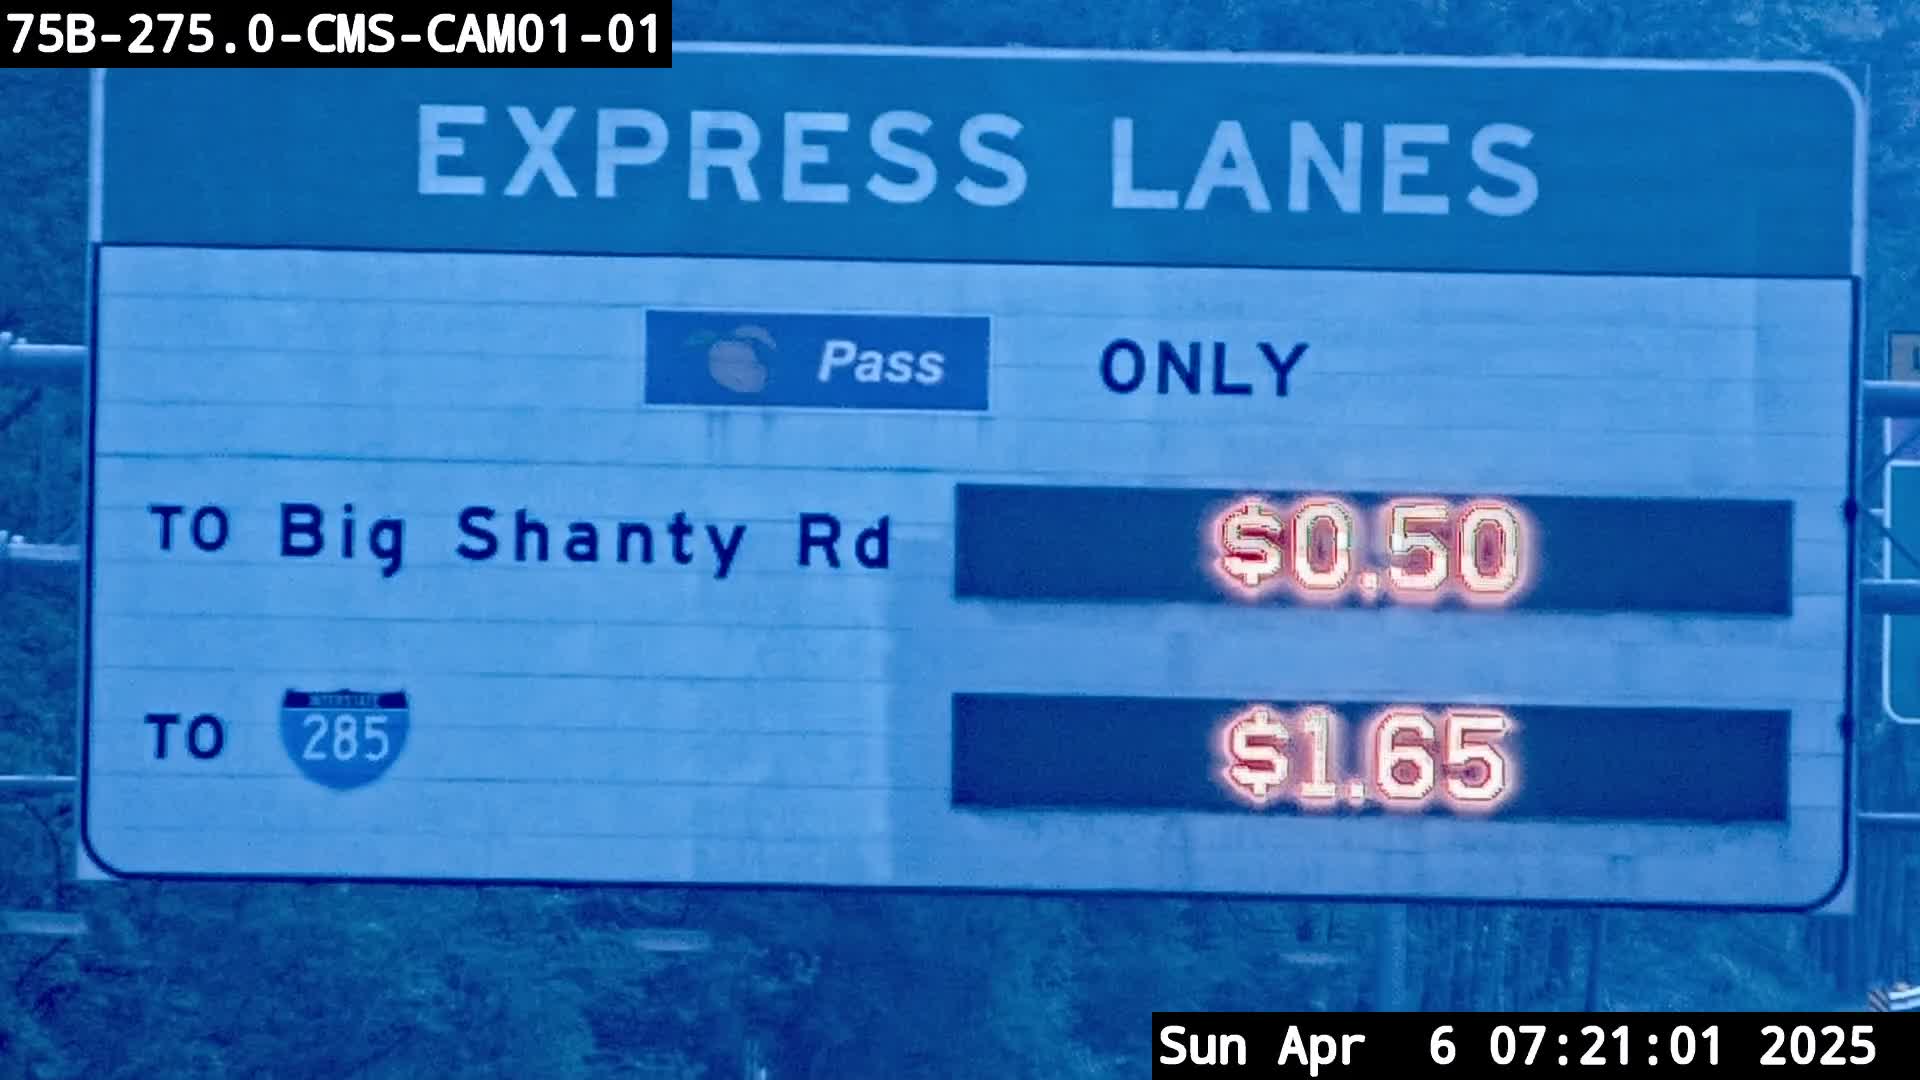 75B-275.0-CMS-CAM01-01
EXPRESS LANES
Pass ONLY
TO Big Shanty Rd $0.50
TO 285 $1.65
Sun Apr 6 07:21:01 2025